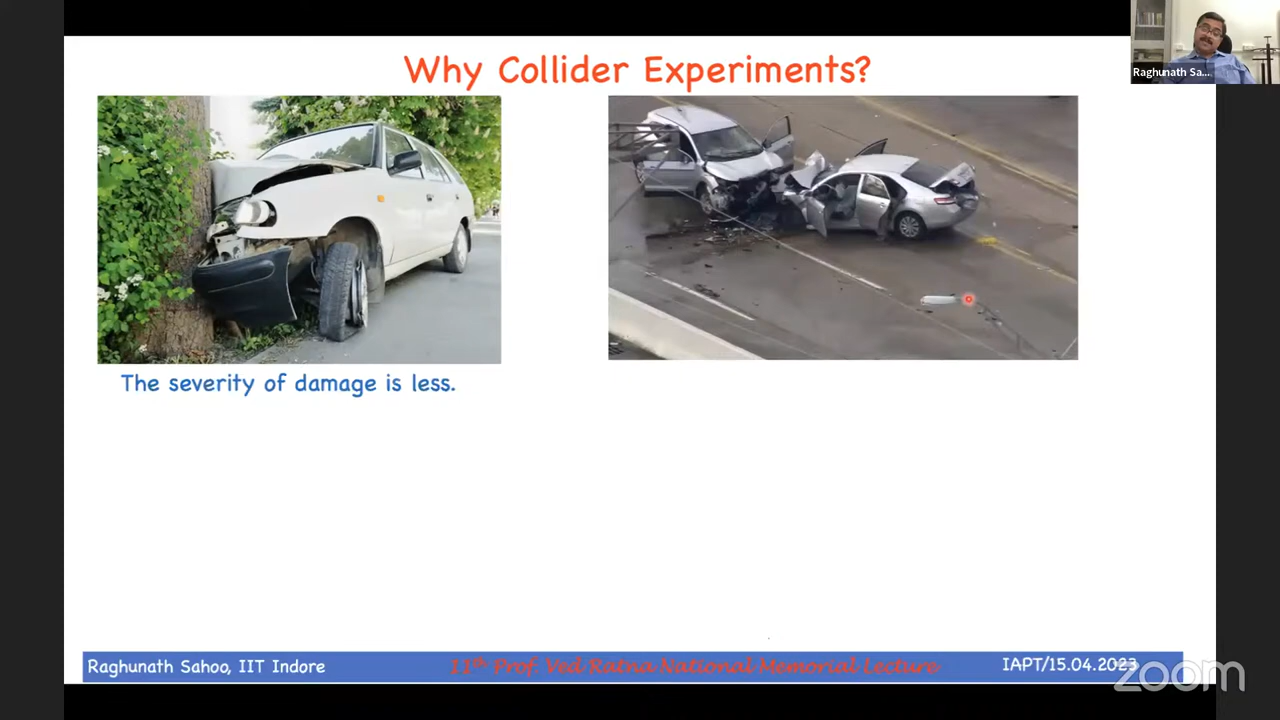 Why Collider Experiments?
Raghunath Sa...
The severity of damage is less.
Raghunath Sahoo, IIT Indore
IIth Prof. Ved Ratna National Memorial Lecture
IAPT/15.04.2023
zoom